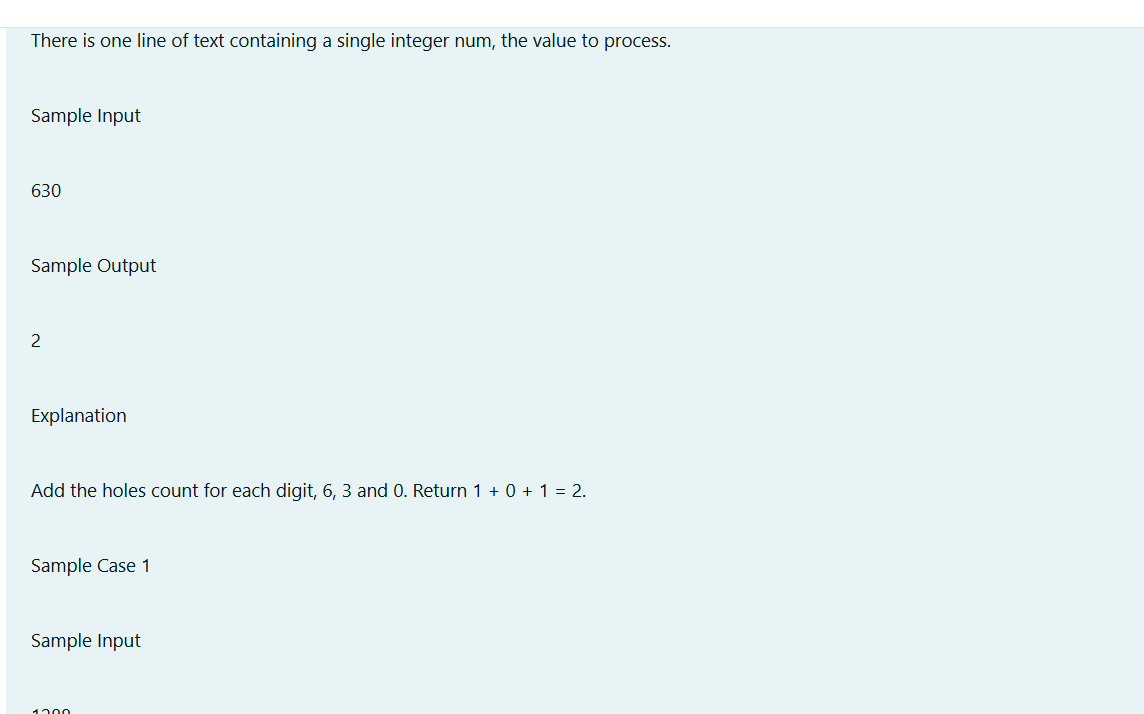 There is one line of text containing a single integer num, the value to process.
Sample Input
630
Sample Output
2
Explanation
Add the holes count for each digit, 6, 3 and 0. Return 1 + 0 + 1 = 2.
Sample Case 1
Sample Input